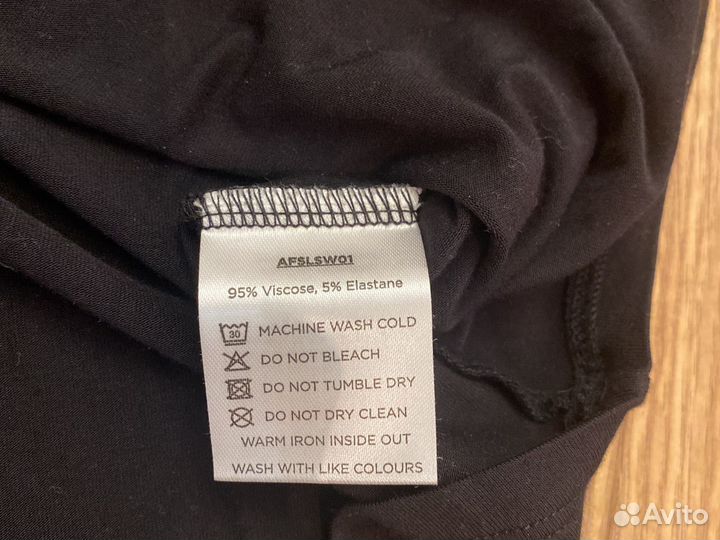 AFSLSW01
95% Viscose, 5% Elastane
30 MACHINE WASH COLD
DO NOT BLEACH
DO NOT TUMBLE DRY
DO NOT DRY CLEAN
WARM IRON INSIDE OUT
WASH WITH LIKE COLOURS
Avito